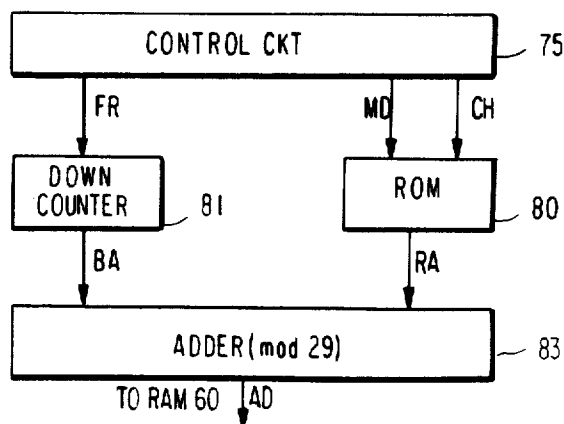 CONTROL CKT
75
FR
MD
CH
DOWN
COUNTER
81
ROM
80
BA
RA
ADDER(mod 29)
83
TO RAM 60
AD